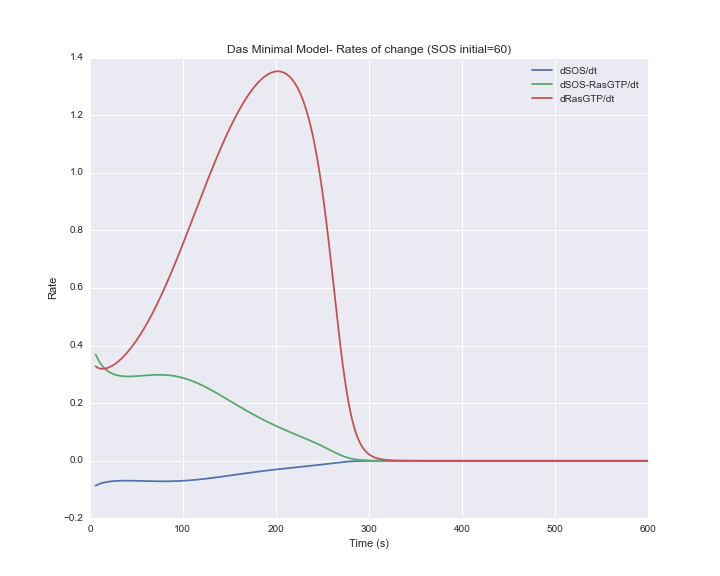 Das Minimal Model- Rates of change (SOS initial=60)
dSOS/dt
dSOS-RasGTP/dt
dRasGTP/dt
Rate
1.4
1.2
1.0
0.8
0.6
0.4
0.2
0.0
−0.2
0 100 200 300 400 500 600
Time (s)